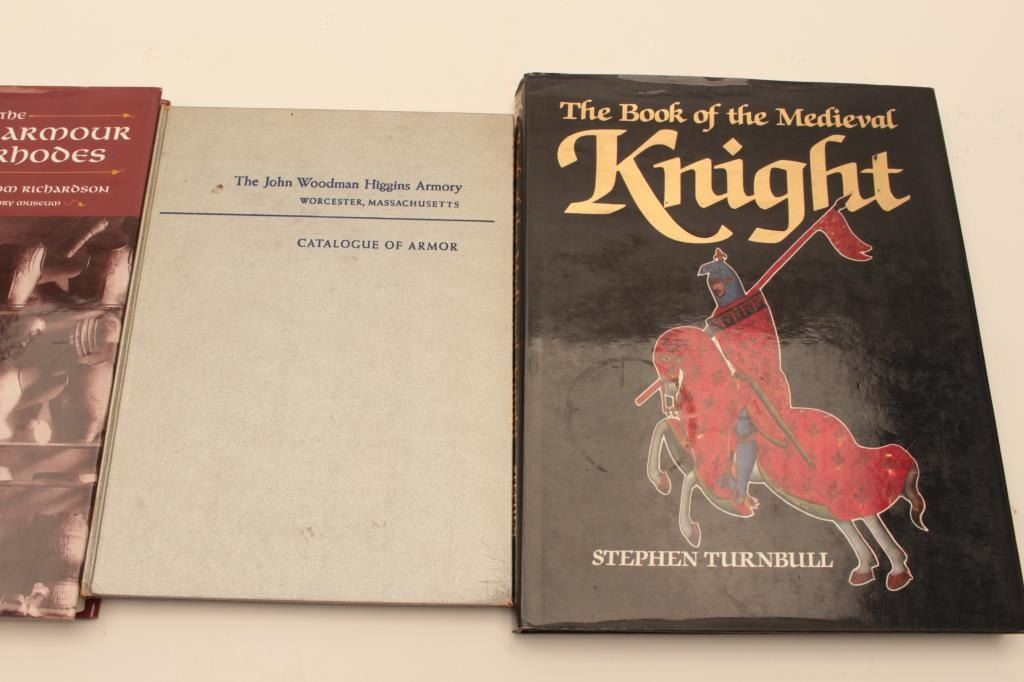 THE
ARMOUR
RHODES
RICHARDSON
MUSEUM
The John Woodman Higgins Armory
WORCESTER, MASSACHUSETTS
CATALOGUE OF ARMOR
The Book of the Medieval
Knight
STEPHEN TURNBULL